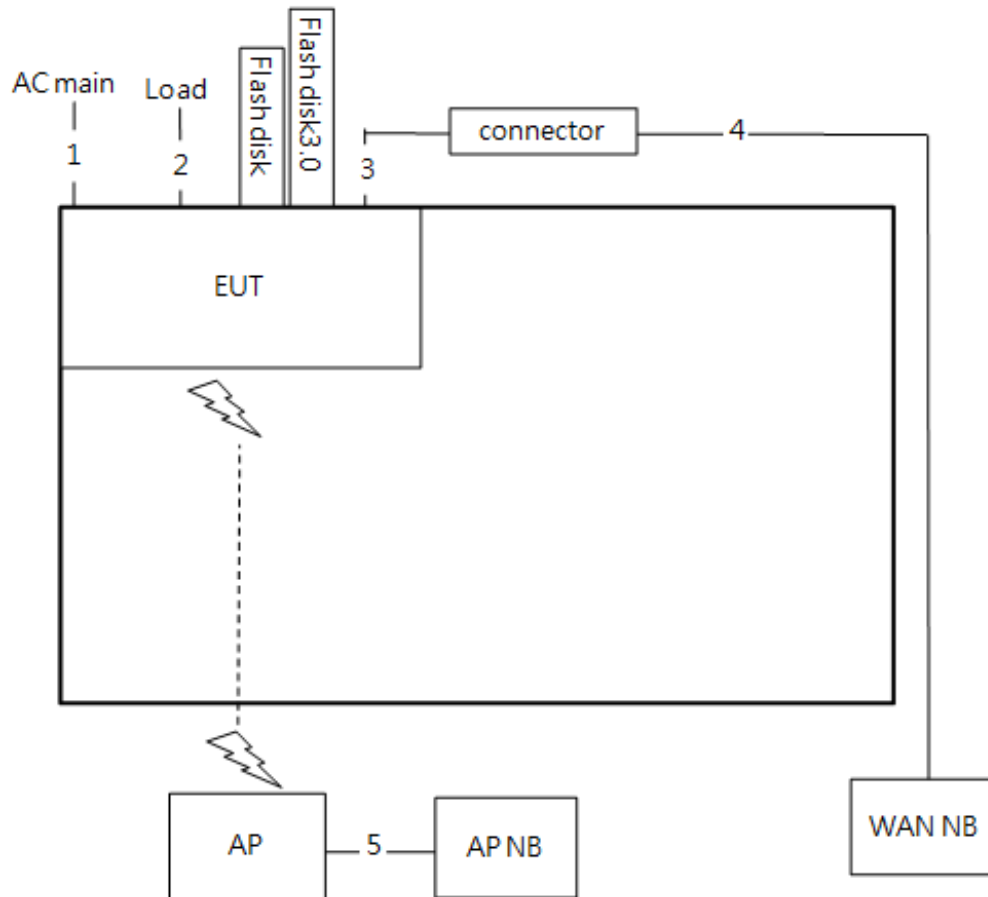 AC main
Load
Flash disk
Flash disk3.0
connector
4
1
2
3
EUT
AP
5
AP NB
WAN NB